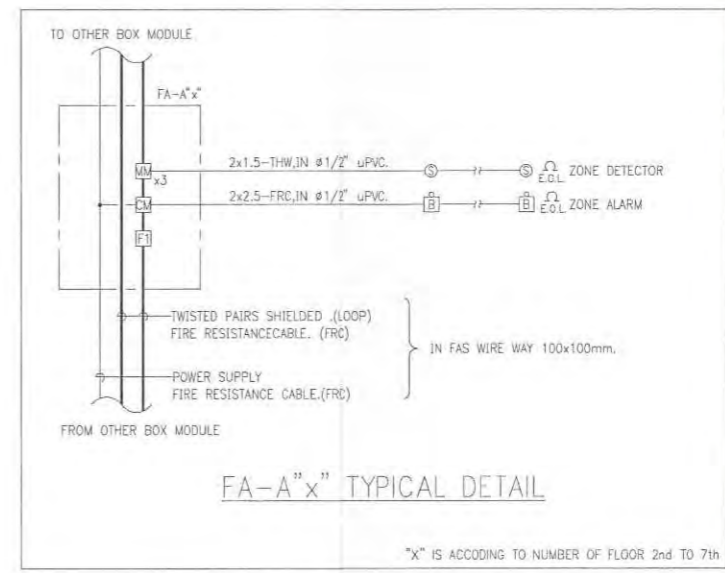 TO OTHER BOX MODULE
FA-A"x"
MM
x3
2x1.5-THW,IN ø1/2" uPVC.
S
S
Ω
E.O.L.
ZONE DETECTOR
CM
2x2.5-FRC,IN ø1/2" uPVC.
B
B
Ω
E.O.L.
ZONE ALARM
F1
TWISTED PAIRS SHIELDED .(LOOP)
FIRE RESISTANCECABLE. (FRC)
IN FAS WIRE WAY 100x100mm.
POWER SUPPLY
FIRE RESISTANCE CABLE.(FRC)
FROM OTHER BOX MODULE
FA-A"x" TYPICAL DETAIL
"X" IS ACCODING TO NUMBER OF FLOOR 2nd TO 7th